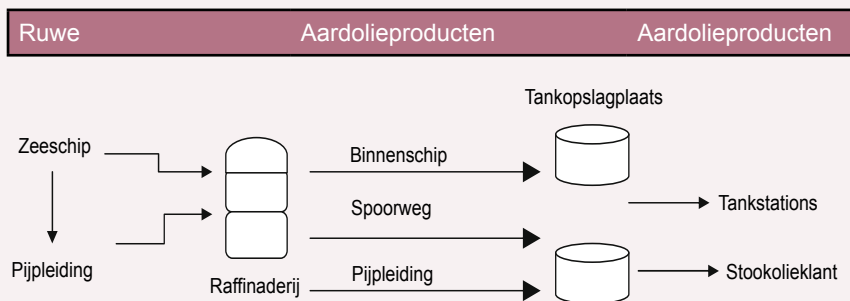 Ruwe Aardolieproducten Aardolieproducten
Tankopslagplaats
Zeeschip Binnenschip
Spoorweg Tankstations
Pijpleiding Raffinaderij Pijpleiding Stookolieklant